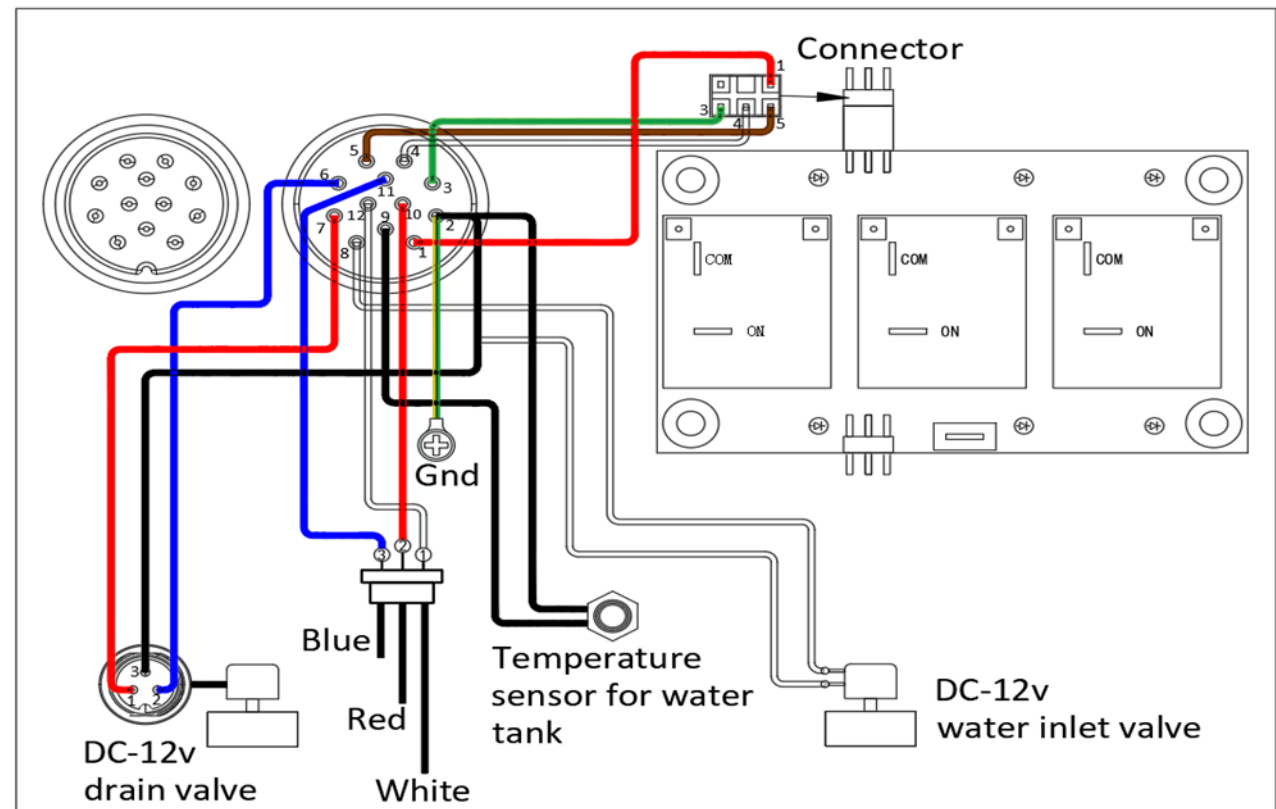 Connector
1
3
4
5
5
4
6
11
3
12
10
7
9
2
8
1
COM
COM
COM
ON
ON
ON
Gnd
3
2
1
Blue
Red
White
3
1
2
DC-12v
drain valve
Temperature
sensor for water
tank
DC-12v
water inlet valve